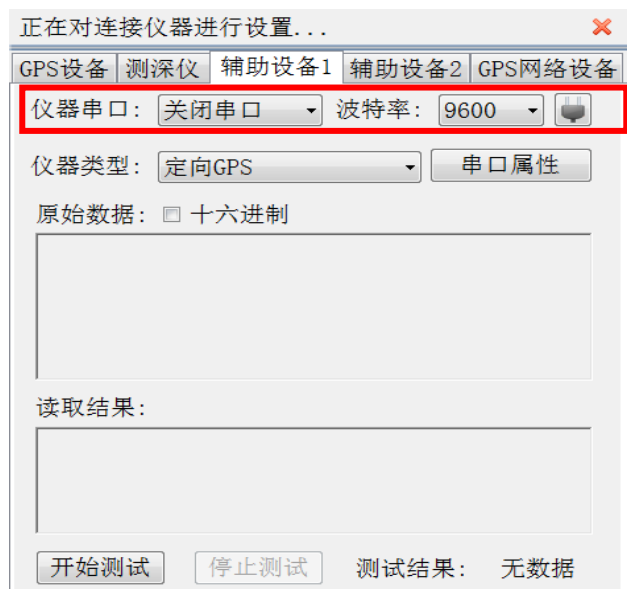 正在对连接仪器进行设置...
GPS设备 测深仪 辅助设备1 辅助设备2 GPS网络设备
仪器串口: 关闭串口 波特率: 9600
仪器类型: 定向GPS 串口属性
原始数据: 十六进制
读取结果:
开始测试 停止测试 测试结果: 无数据